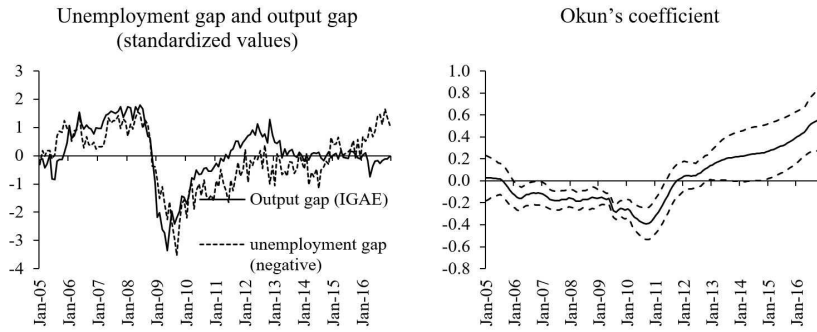 Unemployment gap and output gap
(standardized values)
3
2
1
0
-1
-2
-3
-4
Output gap (IGAE)
unemployment gap
(negative)
Jan-05
Jan-06
Jan-07
Jan-08
Jan-09
Jan-10
Jan-11
Jan-12
Jan-13
Jan-14
Jan-15
Jan-16
Okun’s coefficient
1.0
0.8
0.6
0.4
0.2
0.0
-0.2
-0.4
-0.6
-0.8
Jan-05
Jan-06
Jan-07
Jan-08
Jan-09
Jan-10
Jan-11
Jan-12
Jan-13
Jan-14
Jan-15
Jan-16